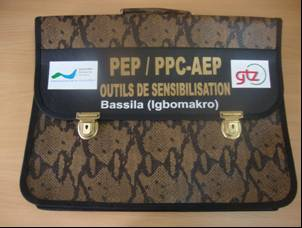 PEP / PPC-AEP
gtz
OUTILS DE SENSIBILISATION
Bassila (Igbomakro)